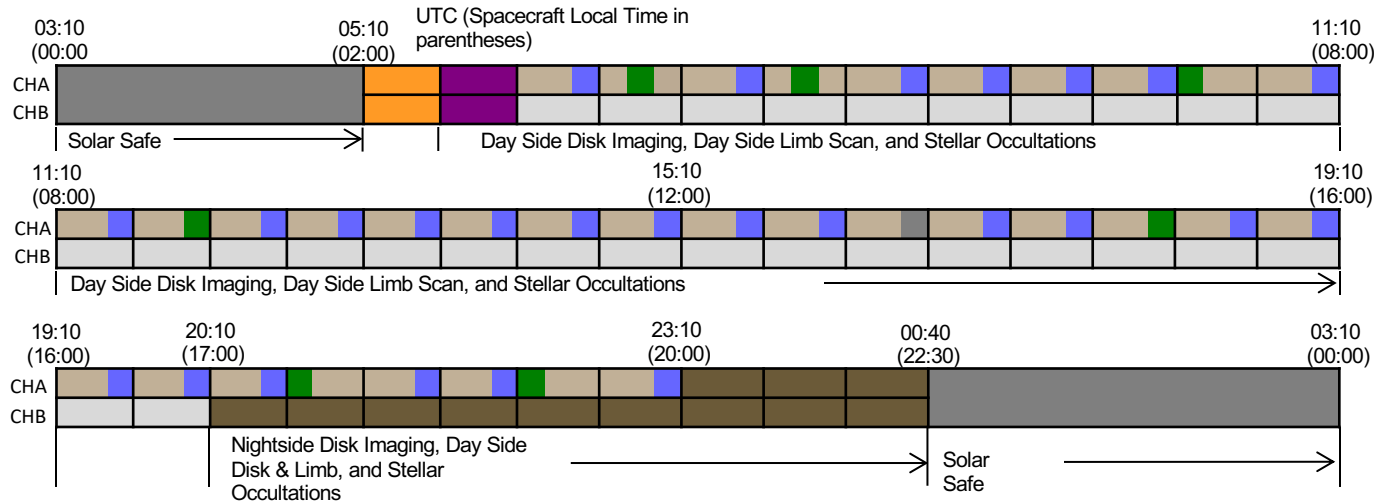 UTC (Spacecraft Local Time in
parentheses)
03:10
(00:00
05:10
(02:00)
11:10
(08:00)
CHA
CHB
Solar Safe
Day Side Disk Imaging, Day Side Limb Scan, and Stellar Occultations
11:10
(08:00)
15:10
(12:00)
19:10
(16:00)
CHA
CHB
Day Side Disk Imaging, Day Side Limb Scan, and Stellar Occultations
19:10
(16:00)
20:10
(17:00)
23:10
(20:00)
00:40
(22:30)
03:10
(00:00)
CHA
CHB
Nightside Disk Imaging, Day Side
Disk & Limb, and Stellar
Occultations
Solar
Safe